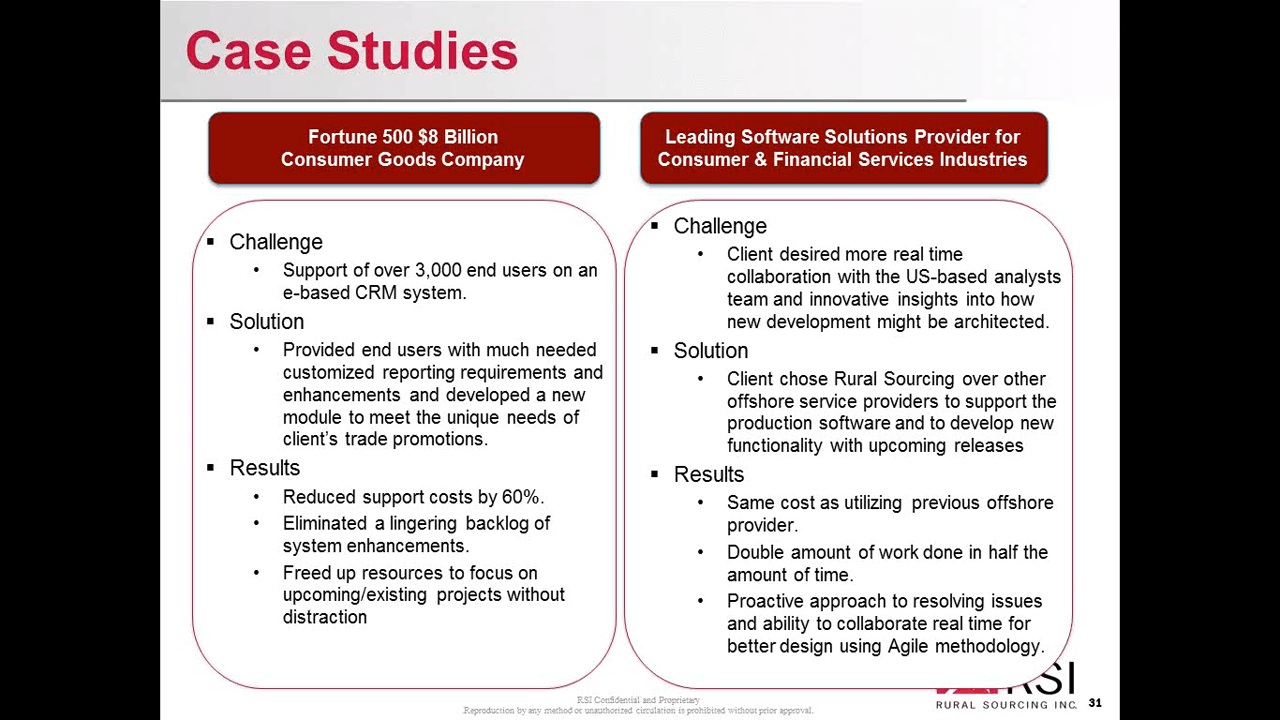 Case Studies
Fortune 500 $8 Billion
Consumer Goods Company
Challenge
Support of over 3,000 end users on an
e-based CRM system.
Solution
Provided end users with much needed
customized reporting requirements and
enhancements and developed a new
module to meet the unique needs of
client's trade promotions.
Results
Reduced support costs by 60%.
Eliminated a lingering backlog of
system enhancements.
Freed up resources to focus on
upcoming/existing projects without
distraction
Leading Software Solutions Provider for
Consumer & Financial Services Industries
Challenge
Client desired more real time
collaboration with the US-based analysts
team and innovative insights into how
new development might be architected.
Solution
Client chose Rural Sourcing over other
offshore service providers to support the
production software and to develop new
functionality with upcoming releases
Results
Same cost as utilizing previous offshore
provider.
Double amount of work done in half the
amount of time.
Proactive approach to resolving issues
and ability to collaborate real time for
better design using Agile methodology.
RSI Confidential and Proprietary
Reproduction by any method or unauthorized circulation is prohibited without prior approval.
RSI
RURAL SOURCING INC.
31